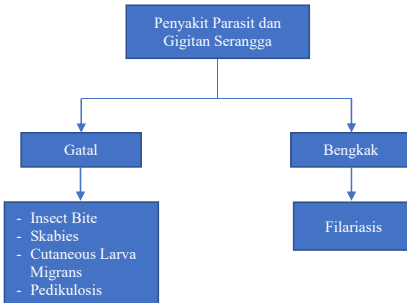 Penyakit Parasit dan
Gigitan Serangga
Gatal
Bengkak
- Insect Bite
- Skabies
- Cutaneous Larva
Migrans
- Pedikulosis
Filariasis